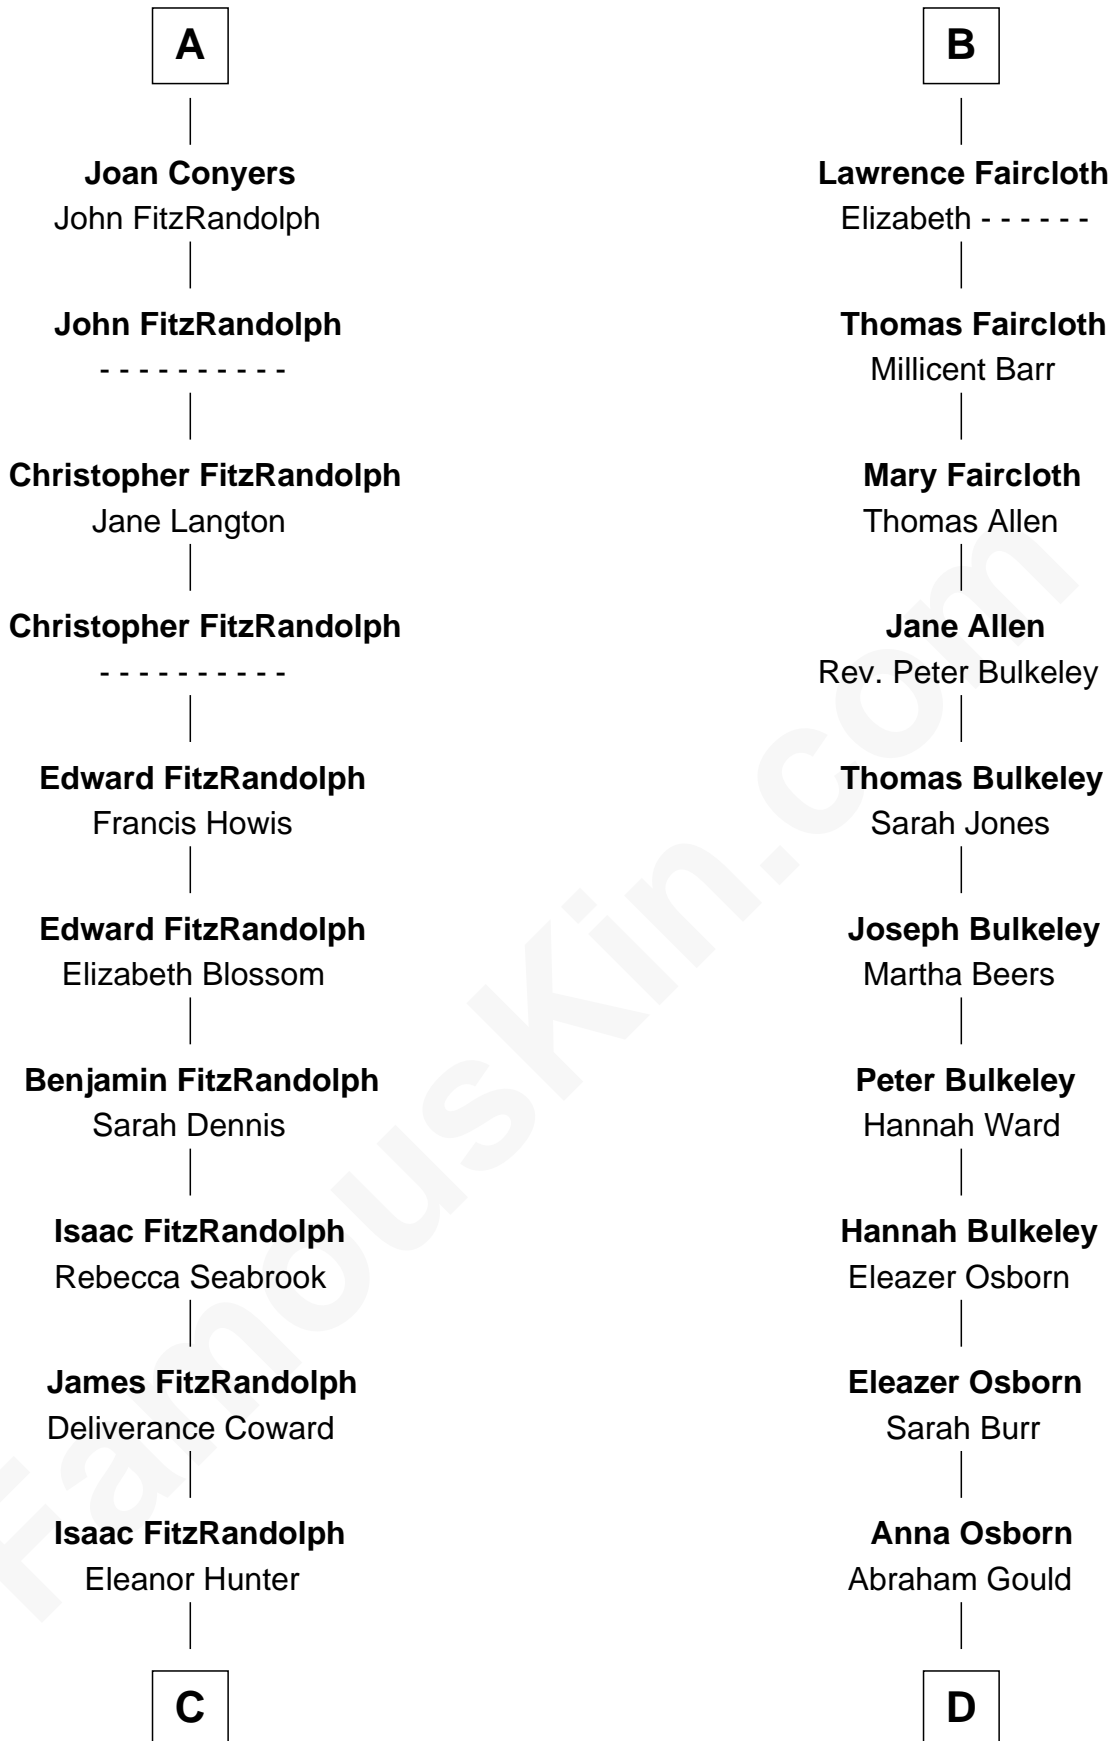 A
Joan Conyers
John FitzRandolph
John FitzRandolph
- - - - - - - - - -
Christopher FitzRandolph
Jane Langton
Christopher FitzRandolph
- - - - - - - - - -
Edward FitzRandolph
Francis Howis
Edward FitzRandolph
Elizabeth Blossom
Benjamin FitzRandolph
Sarah Dennis
Isaac FitzRandolph
Rebecca Seabrook
James FitzRandolph
Deliverance Coward
Isaac FitzRandolph
Eleanor Hunter
C
B
Lawrence Faircloth
Elizabeth - - - - - -
Thomas Faircloth
Millicent Barr
Mary Faircloth
Thomas Allen
Jane Allen
Rev. Peter Bulkeley
Thomas Bulkeley
Sarah Jones
Joseph Bulkeley
Martha Beers
Peter Bulkeley
Hannah Ward
Hannah Bulkeley
Eleazer Osborn
Eleazer Osborn
Sarah Burr
Anna Osborn
Abraham Gould
D
FamousKin.com